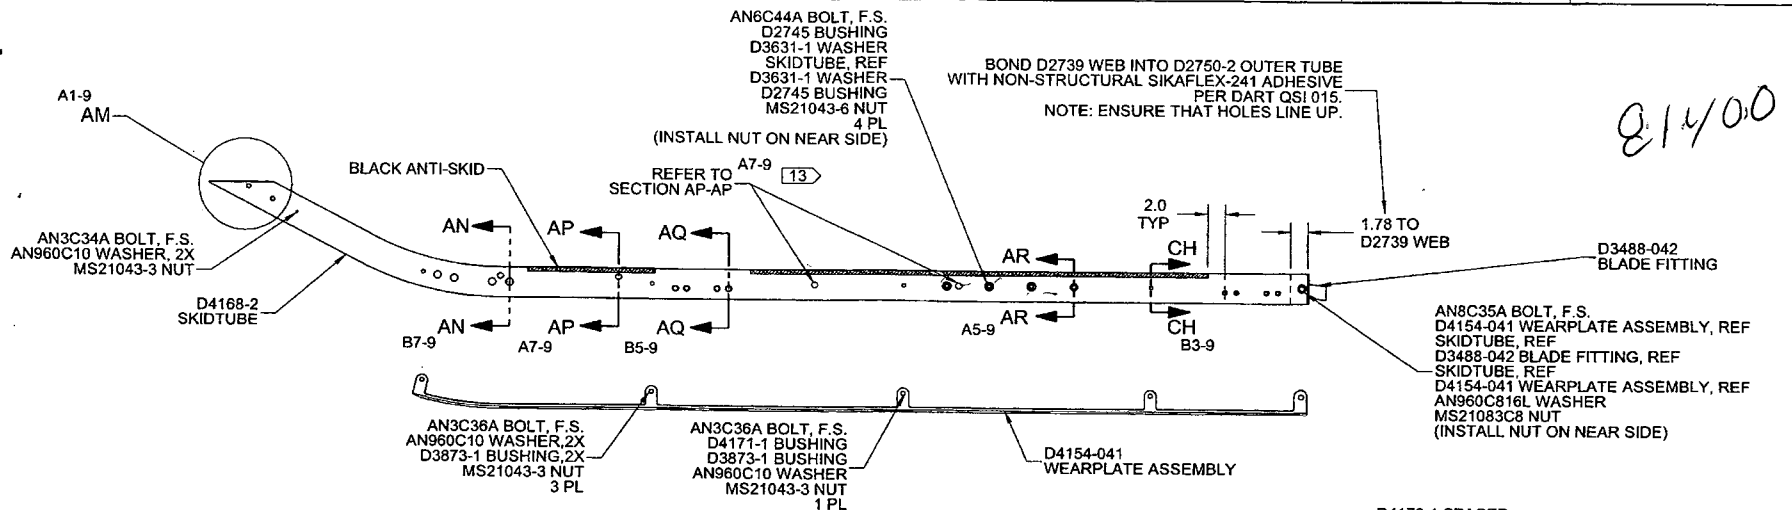 AN6C44A BOLT, F.S.
D2745 BUSHING
D3631-1 WASHER
SKIDTUBE, REF
D3631-1 WASHER
D2745 BUSHING
MS21043-6 NUT
4 PL
(INSTALL NUT ON NEAR SIDE)
BOND D2739 WEB INTO D2750-2 OUTER TUBE
WITH NON-STRUCTURAL SIKAFLEX-241 ADHESIVE
PER DART QSI 015.
NOTE: ENSURE THAT HOLES LINE UP.
A1-9
AM
BLACK ANTI-SKID
REFER TO
SECTION AP-AP
A7-9
13
2.0
TYP
1.78 TO
D2739 WEB
AN3C34A BOLT, F.S.
AN960C10 WASHER, 2X
MS21043-3 NUT
AN
AP
AQ
AR
CH
D3488-042
BLADE FITTING
D4168-2
SKIDTUBE
AN
AP
AQ
AR
CH
B7-9
A7-9
B5-9
A5-9
B3-9
AN8C35A BOLT, F.S.
D4154-041 WEARPLATE ASSEMBLY, REF
SKIDTUBE, REF
D3488-042 BLADE FITTING, REF
SKIDTUBE, REF
D4154-041 WEARPLATE ASSEMBLY, REF
AN960C816L WASHER
MS21083C8 NUT
(INSTALL NUT ON NEAR SIDE)
AN3C36A BOLT, F.S.
AN960C10 WASHER,2X
D3873-1 BUSHING,2X
MS21043-3 NUT
3 PL
AN3C36A BOLT, F.S.
D4171-1 BUSHING
D3873-1 BUSHING
AN960C10 WASHER
MS21043-3 NUT
1 PL
D4154-041
WEARPLATE ASSEMBLY